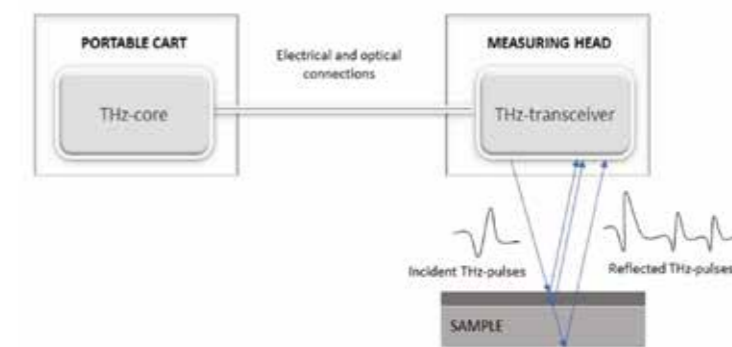 PORTABLE CART
THz-core
Electrical and optical
connections
MEASURING HEAD
THz-transceiver
Incident THz-pulses
Reflected THz-pulses
SAMPLE